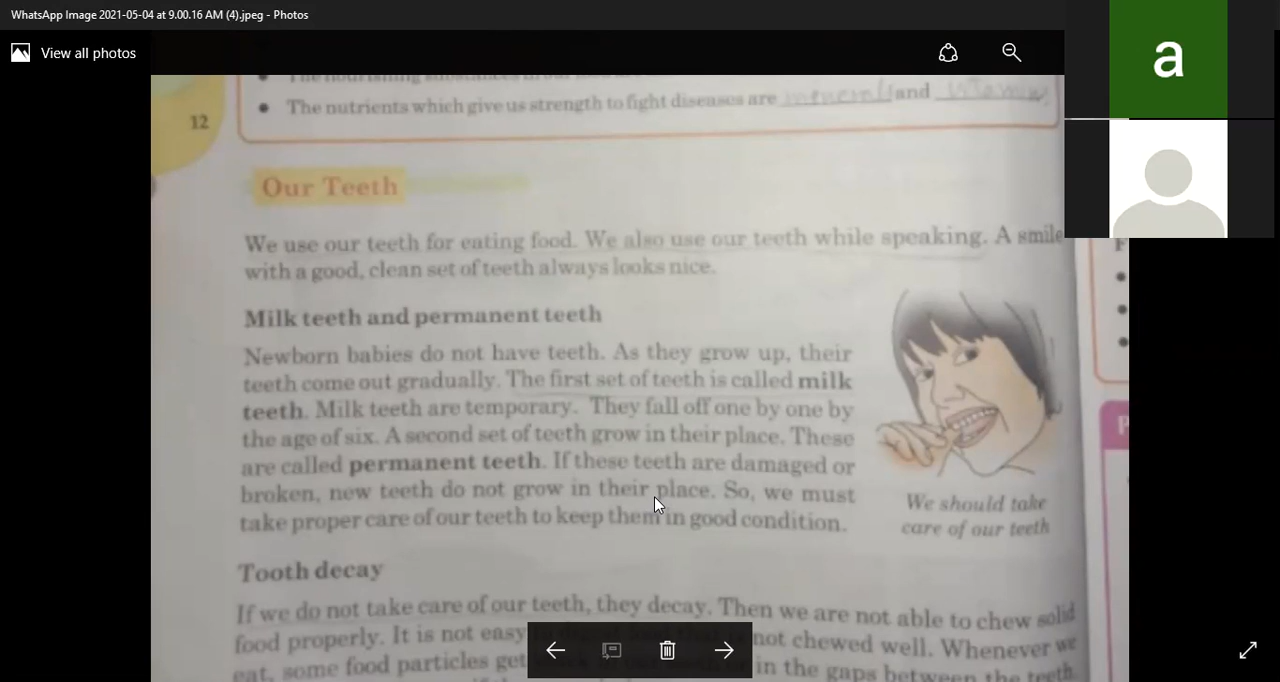 WhatsApp Image 2021-05-04 at 9.00.16 AM (4).jpeg - Photos
View all photos
a
The nourishing substances in our
The nutrients which give us strength to fight diseases are minerals and vitamins
12
Our Teeth
We use our teeth for eating food. We also use our teeth while speaking. A smile
with a good, clean set of teeth always looks nice.
Milk teeth and permanent teeth
Newborn babies do not have teeth. As they grow up, their
teeth come out gradually. The first set of teeth is called milk
teeth. Milk teeth are temporary. They fall off one by one by
the age of six. A second set of teeth grow in their place. These
are called permanent teeth. If these teeth are damaged or
broken, new teeth do not grow in their place. So, we must
take proper care of our teeth to keep them in good condition.
We should take
care of our teeth
Tooth decay
If we do not take care of our teeth, they decay. Then we are not able to chew solid
food properly. It is not easy not chewed well. Whenever we
eat, some food particles get in the gaps between the teeth